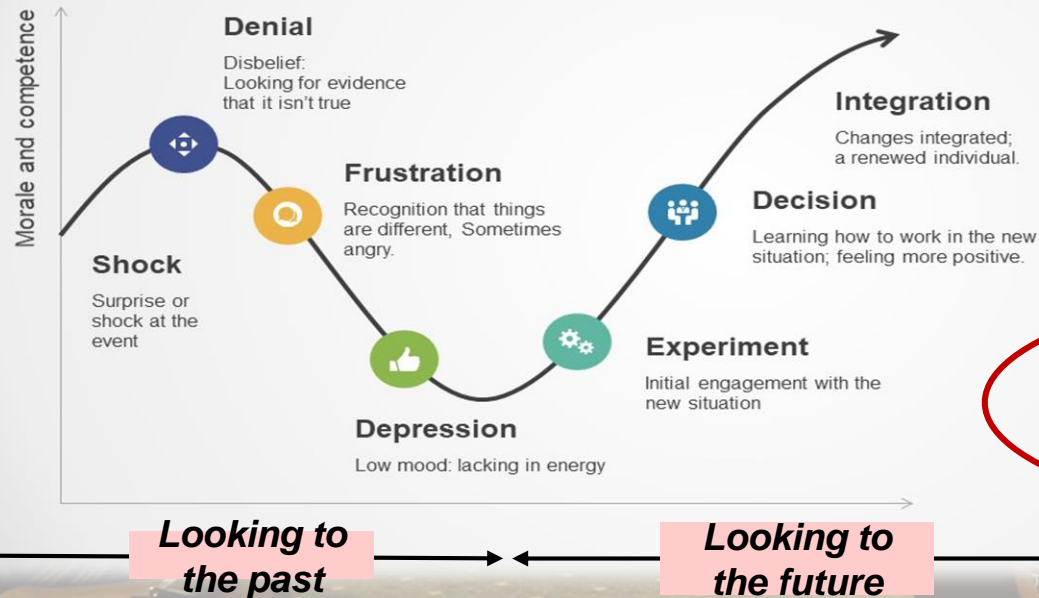 Morale and competence
Denial
Disbelief:
Looking for evidence
that it isn't true
Shock
Surprise or
shock at the
event
Frustration
Recognition that things
are different, Sometimes
angry.
Depression
Low mood: lacking in energy
Experiment
Initial engagement with the
new situation
Decision
Learning how to work in the new
situation; feeling more positive.
Integration
Changes integrated;
a renewed individual.
Looking to
the past
Looking to
the future